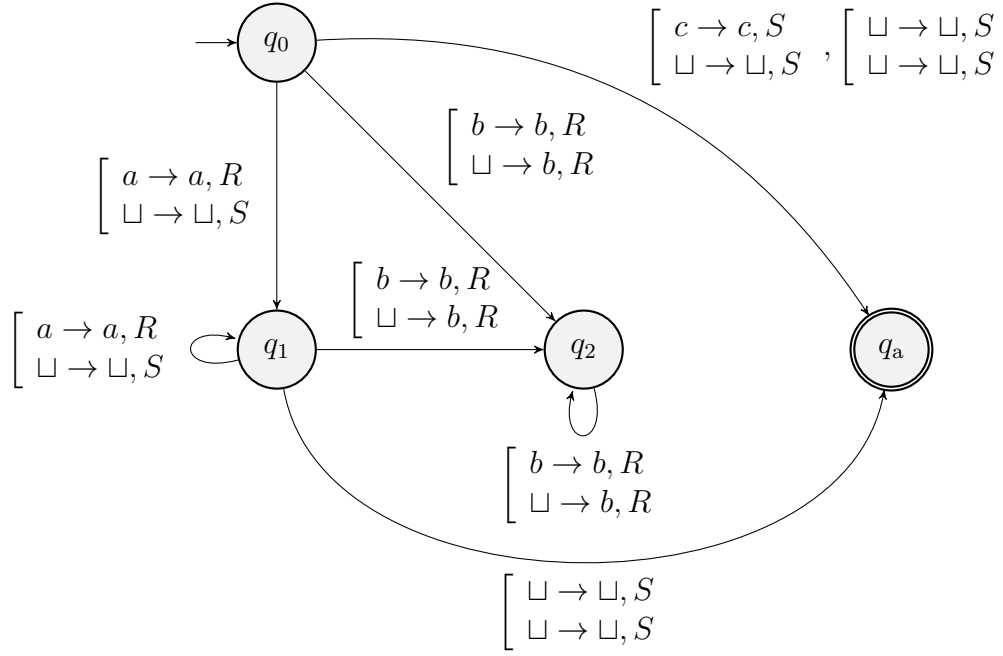 q₀
c → c, S
⊔ → ⊔, S
,
⊔ → ⊔, S
⊔ → ⊔, S
b → b, R
⊔ → b, R
a → a, R
⊔ → ⊔, S
b → b, R
⊔ → b, R
a → a, R
⊔ → ⊔, S
q₁
q₂
qₐ
b → b, R
⊔ → b, R
⊔ → ⊔, S
⊔ → ⊔, S